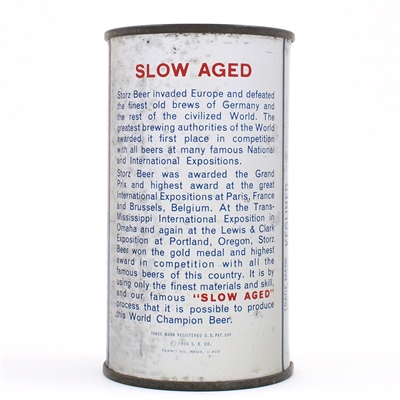 SLOW AGED
Storz Beer invaded Europe and defeated
the finest old brews of Germany and
the rest of the civilized World. The
greatest brewing authorities of the World
awarded it first place in competition
with all beers at many famous National
and International Expositions.
Storz Beer was awarded the Grand
Prix and highest award at the great
International Expositions at Paris, France
and Brussels, Belgium. At the Trans-
Mississippi International Exposition in
Omaha and again at the Lewis & Clark
Exposition at Portland, Oregon, Storz
Beer won the gold medal and highest
award in competition with all the
famous beers of this country. It is by
using only the finest materials and skill,
and our famous "SLOW AGED"
process that it is possible to produce
this World Champion Beer.
TRADE MARK REGISTERED U.S. PAT. OFF.
S. B. CO.
PERMIT NO. NEBR.
TRADE MARK